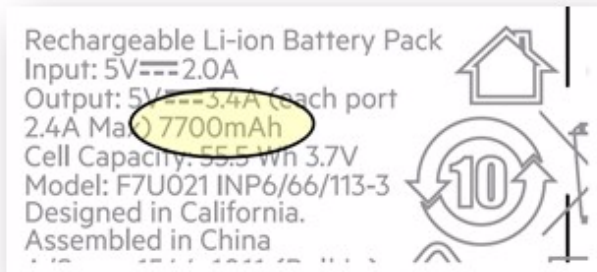 Rechargeable Li-ion Battery Pack
Input: 5V⎓2.0A
Output: 5V⎓3.4A (each port
2.4A Max) 7700mAh
Cell Capacity: 55.5 Wh 3.7V
Model: F7U021 INP6/66/113-3
Designed in California.
Assembled in China
10